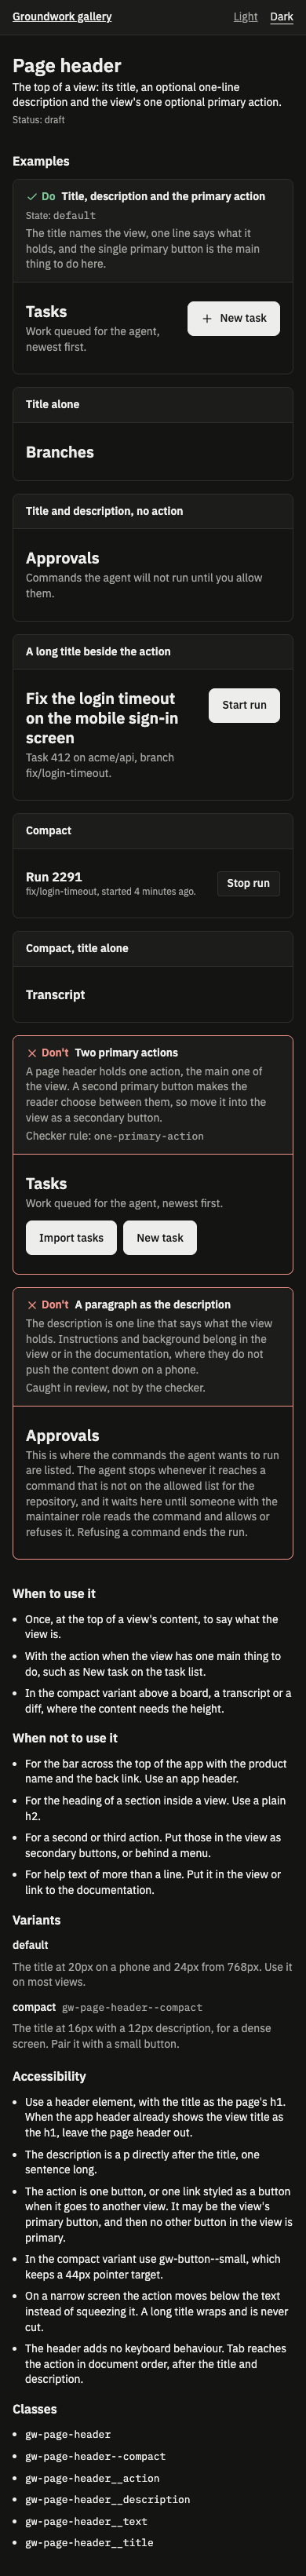 Groundwork gallery
Light Dark
Page header
The top of a view: its title, an optional one-line
description and the view's one optional primary action.
Status: draft
Examples
Do Title, description and the primary action
State: default
The title names the view, one line says what it
holds, and the single primary button is the main
thing to do here.
Tasks
Work queued for the agent,
newest first.
New task
Title alone
Branches
Title and description, no action
Approvals
Commands the agent will not run until you allow
them.
A long title beside the action
Fix the login timeout
on the mobile sign-in
screen
Task 412 on acme/api, branch
fix/login-timeout.
Start run
Compact
Run 2291
fix/login-timeout, started 4 minutes ago.
Stop run
Compact, title alone
Transcript
Don't Two primary actions
A page header holds one action, the main one of
the view. A second primary button makes the
reader choose between them, so move it into the
view as a secondary button.
Checker rule: one-primary-action
Tasks
Work queued for the agent, newest first.
Import tasks New task
Don't A paragraph as the description
The description is one line that says what the view
holds. Instructions and background belong in the
view or in the documentation, where they do not
push the content down on a phone.
Caught in review, not by the checker.
Approvals
This is where the commands the agent wants to run
are listed. The agent stops whenever it reaches a
command that is not on the allowed list for the
repository, and it waits here until someone with the
maintainer role reads the command and allows or
refuses it. Refusing a command ends the run.
When to use it
Once, at the top of a view's content, to say what the
view is.
With the action when the view has one main thing to
do, such as New task on the task list.
In the compact variant above a board, a transcript or a
diff, where the content needs the height.
When not to use it
For the bar across the top of the app with the product
name and the back link. Use an app header.
For the heading of a section inside a view. Use a plain
h2.
For a second or third action. Put those in the view as
secondary buttons, or behind a menu.
For help text of more than a line. Put it in the view or
link to the documentation.
Variants
default
The title at 20px on a phone and 24px from 768px. Use it
on most views.
compact gw-page-header--compact
The title at 16px with a 12px description, for a dense
screen. Pair it with a small button.
Accessibility
Use a header element, with the title as the page's h1.
When the app header already shows the view title as
the h1, leave the page header out.
The description is a p directly after the title, one
sentence long.
The action is one button, or one link styled as a button
when it goes to another view. It may be the view's
primary button, and then no other button in the view is
primary.
In the compact variant use gw-button--small, which
keeps a 44px pointer target.
On a narrow screen the action moves below the text
instead of squeezing it. A long title wraps and is never
cut.
The header adds no keyboard behaviour. Tab reaches
the action in document order, after the title and
description.
Classes
gw-page-header
gw-page-header--compact
gw-page-header__action
gw-page-header__description
gw-page-header__text
gw-page-header__title